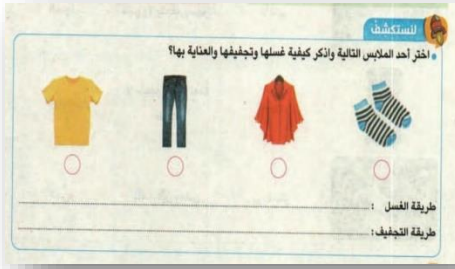 لنستكشف
• اختر أحد الملابس التالية واذكر كيفية غسلها وتجفيفها والعناية بها؟
طريقة الغسل :
طريقة التجفيف :